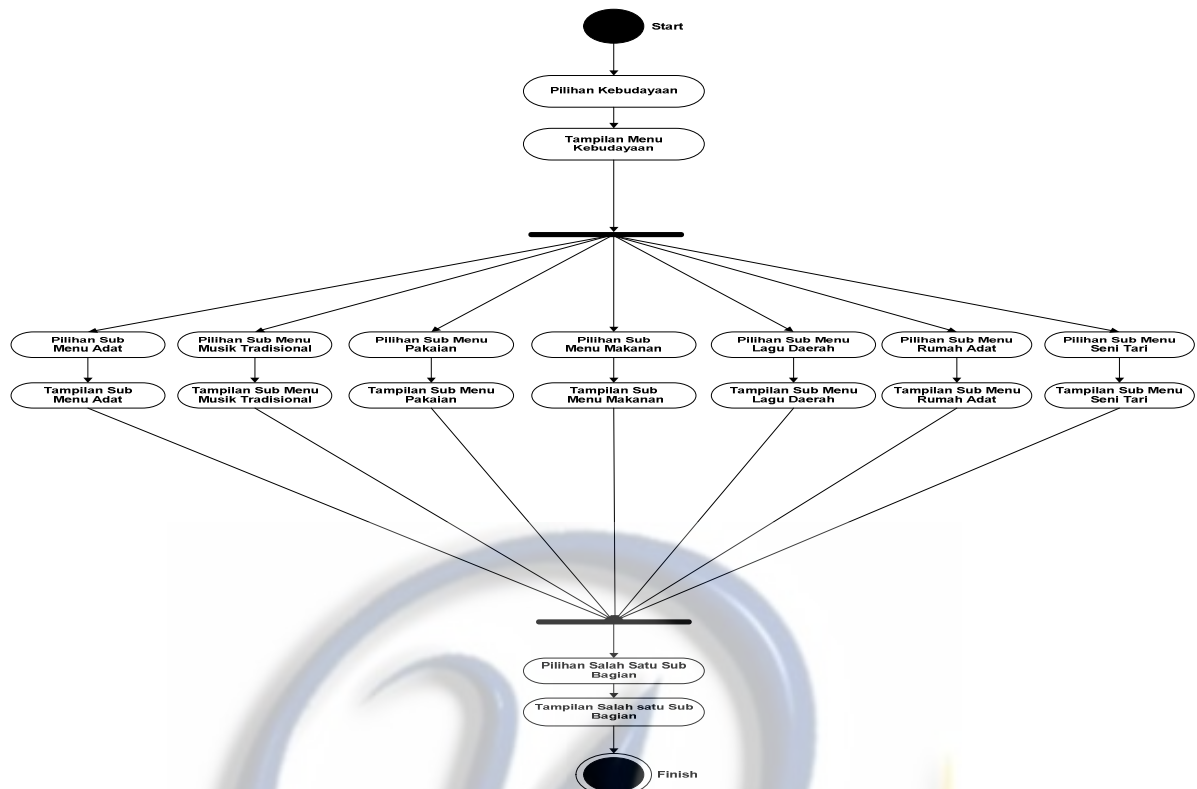 Start
Pilihan Kebudayaan
Tampilan Menu
Kebudayaan
Pilihan Sub
Menu Adat
Pilihan Sub Menu
Musik Tradisional
Pilihan Sub Menu
Pakaian
Pilihan Sub
Menu Makanan
Pilihan Sub Menu
Lagu Daerah
Pilihan Sub Menu
Rumah Adat
Pilihan Sub Menu
Seni Tari
Tampilan Sub
Menu Adat
Tampilan Sub Menu
Musik Tradisional
Tampilan Sub Menu
Pakaian
Tampilan Sub
Menu Makanan
Tampilan Sub Menu
Lagu Daerah
Tampilan Sub Menu
Rumah Adat
Tampilan Sub Menu
Seni Tari
Pilihan Salah Satu Sub
Bagian
Tampilan Salah satu Sub
Bagian
Finish